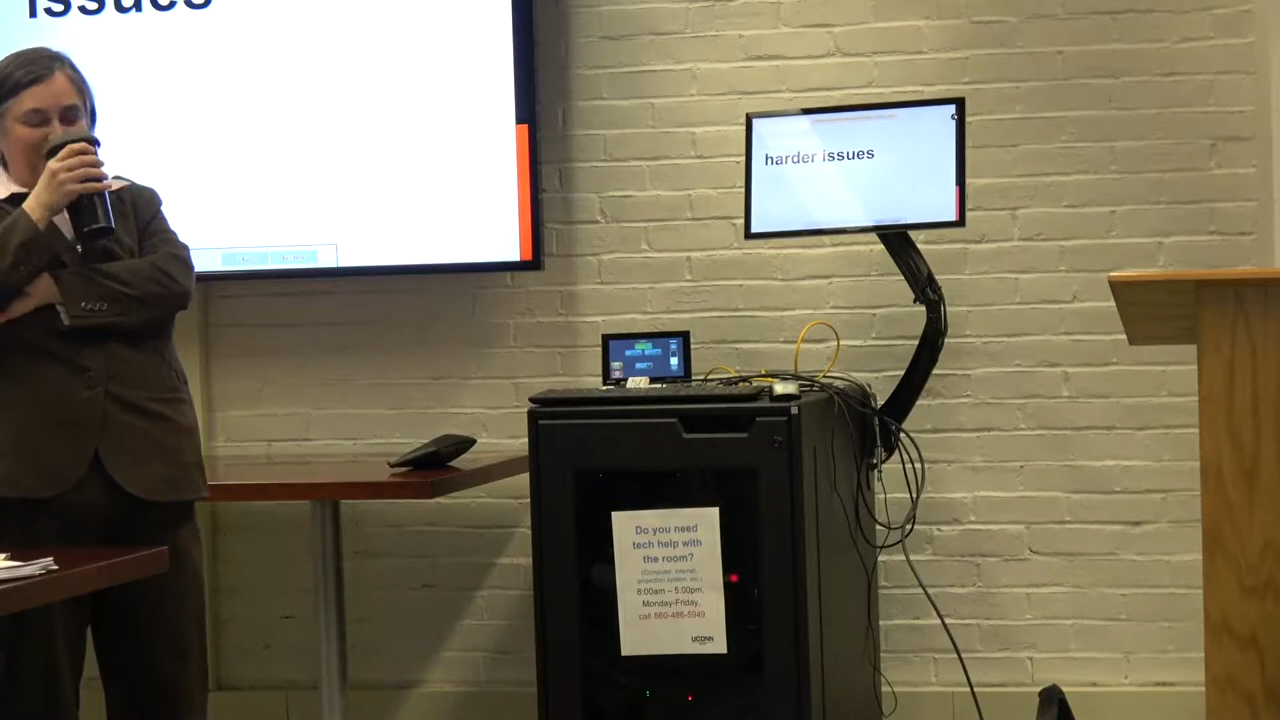 issues
harder issues
Do you need
tech help with
the room?
(Computer, internet,
projection system, etc.)
8:00am – 5:00pm,
Monday-Friday,
call 860-486-5949
UCONN